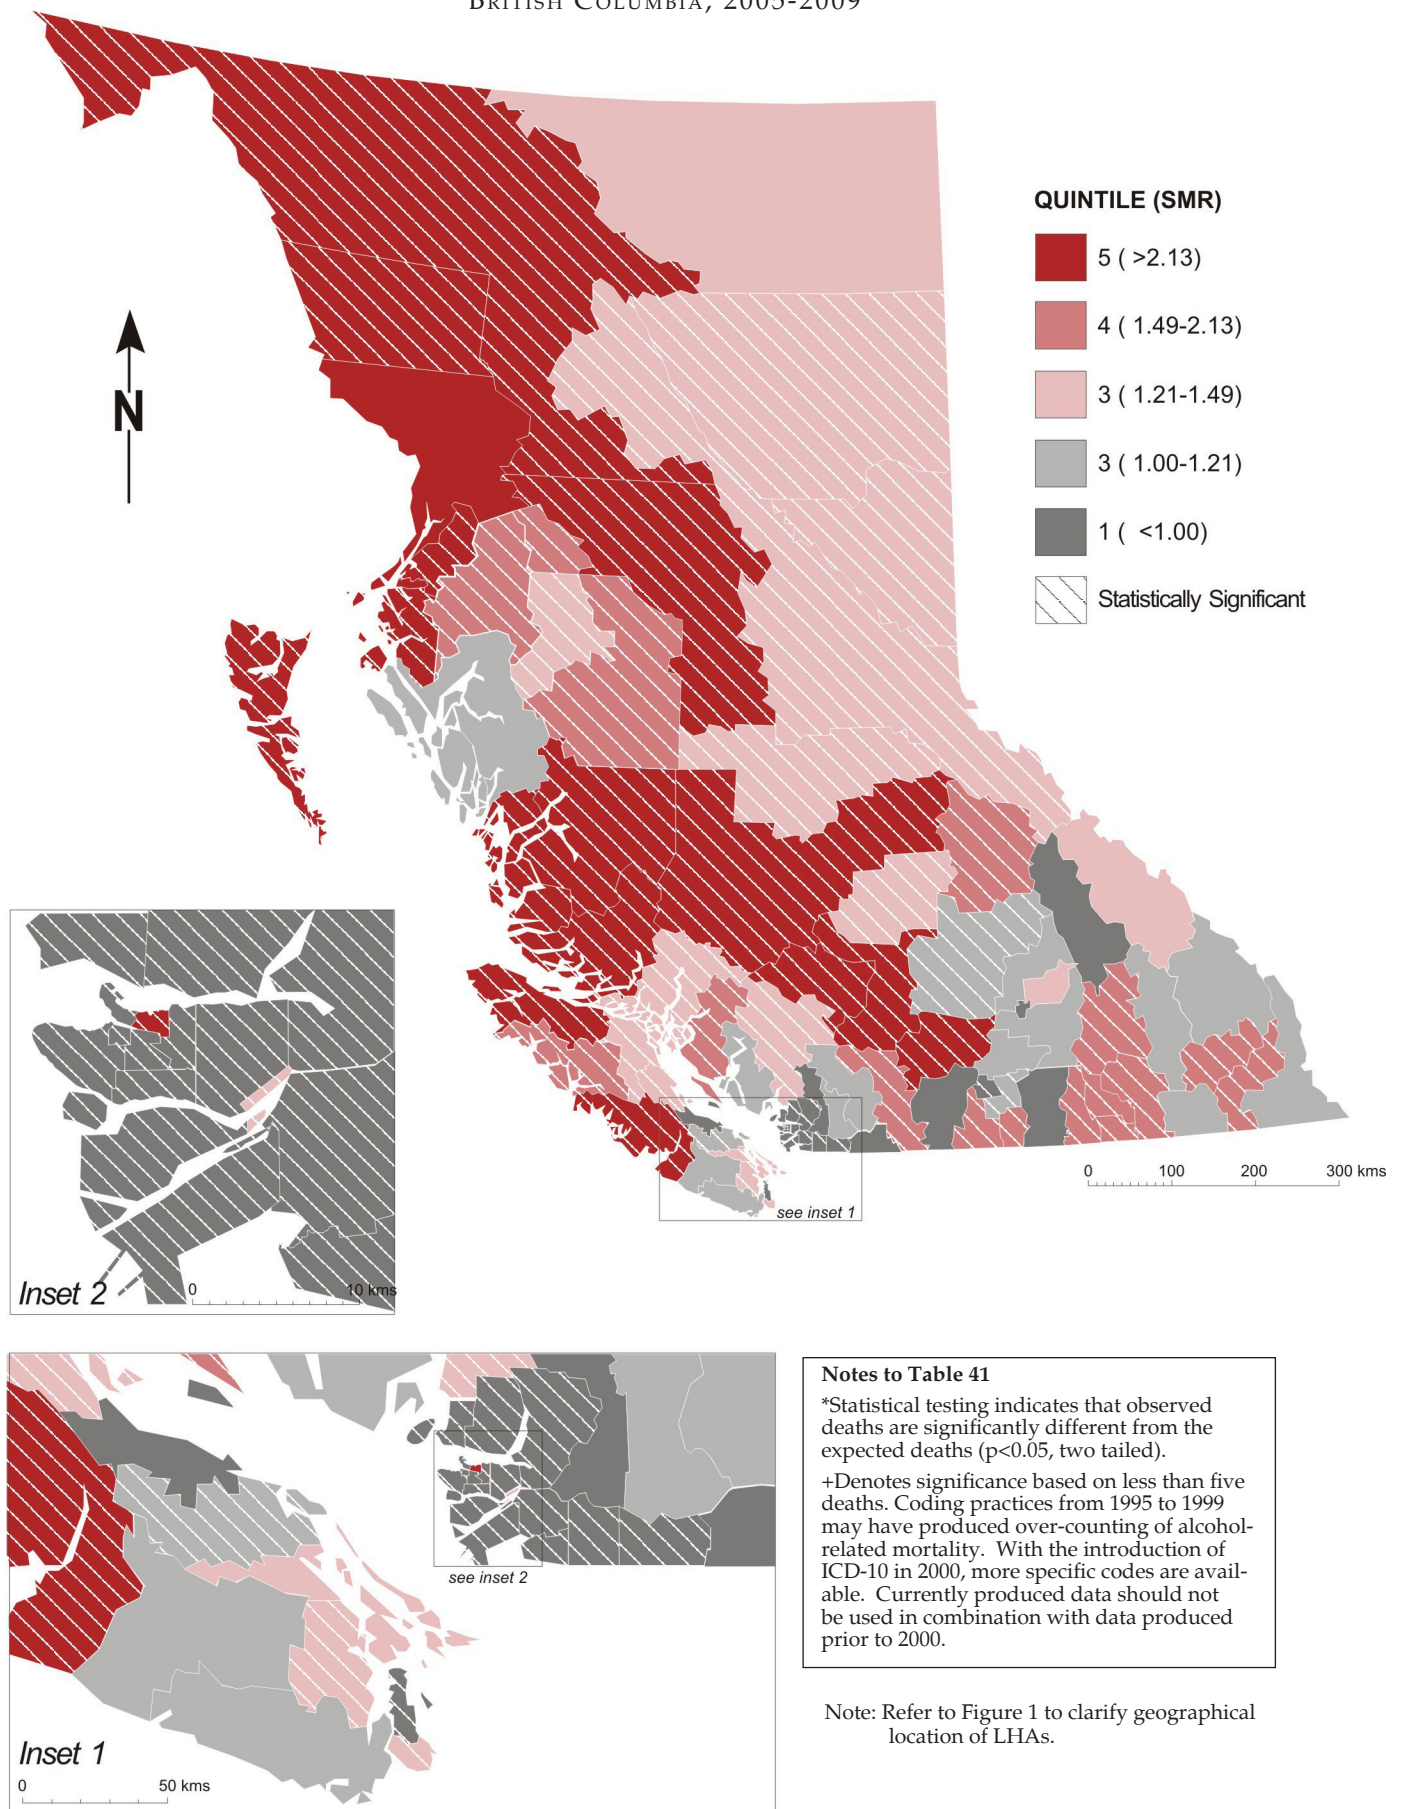 BRITISH COLUMBIA, 2005-2009
QUINTILE (SMR)
5 ( >2.13)
4 ( 1.49-2.13)
3 ( 1.21-1.49)
3 ( 1.00-1.21)
1 ( <1.00)
Statistically Significant
N
0 100 200 300 kms
see inset 1
Inset 2
0 10 kms
see inset 2
Inset 1
0 50 kms
Notes to Table 41
*Statistical testing indicates that observed
deaths are significantly different from the
expected deaths (p<0.05, two tailed).
+Denotes significance based on less than five
deaths. Coding practices from 1995 to 1999
may have produced over-counting of alcohol-
related mortality. With the introduction of
ICD-10 in 2000, more specific codes are avail-
able. Currently produced data should not
be used in combination with data produced
prior to 2000.
Note: Refer to Figure 1 to clarify geographical
location of LHAs.